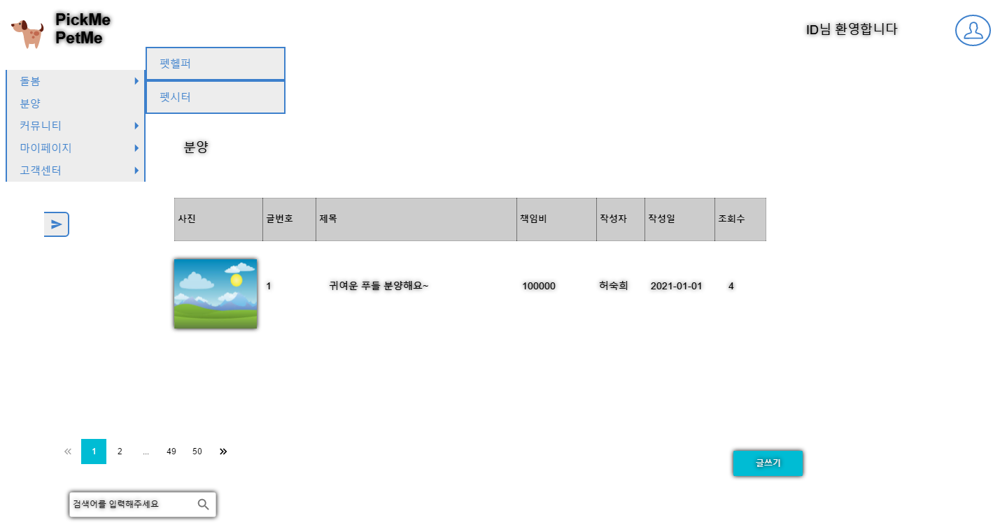 PickMe
PetMe
ID님 환영합니다
펫헬퍼
펫시터
돌봄
분양
커뮤니티
마이페이지
고객센터
분양
사진 글번호 제목 책임비 작성자 작성일 조회수
1 귀여운 푸들 분양해요~ 100000 허숙희 2021-01-01 4
« 1 2 ... 49 50 »
글쓰기
검색어를 입력해주세요